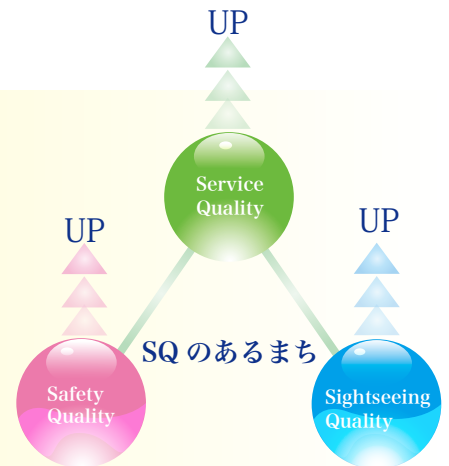 UP
Service
Quality
UP
UP
SQ のあるまち
Safety
Quality
Sightseeing
Quality